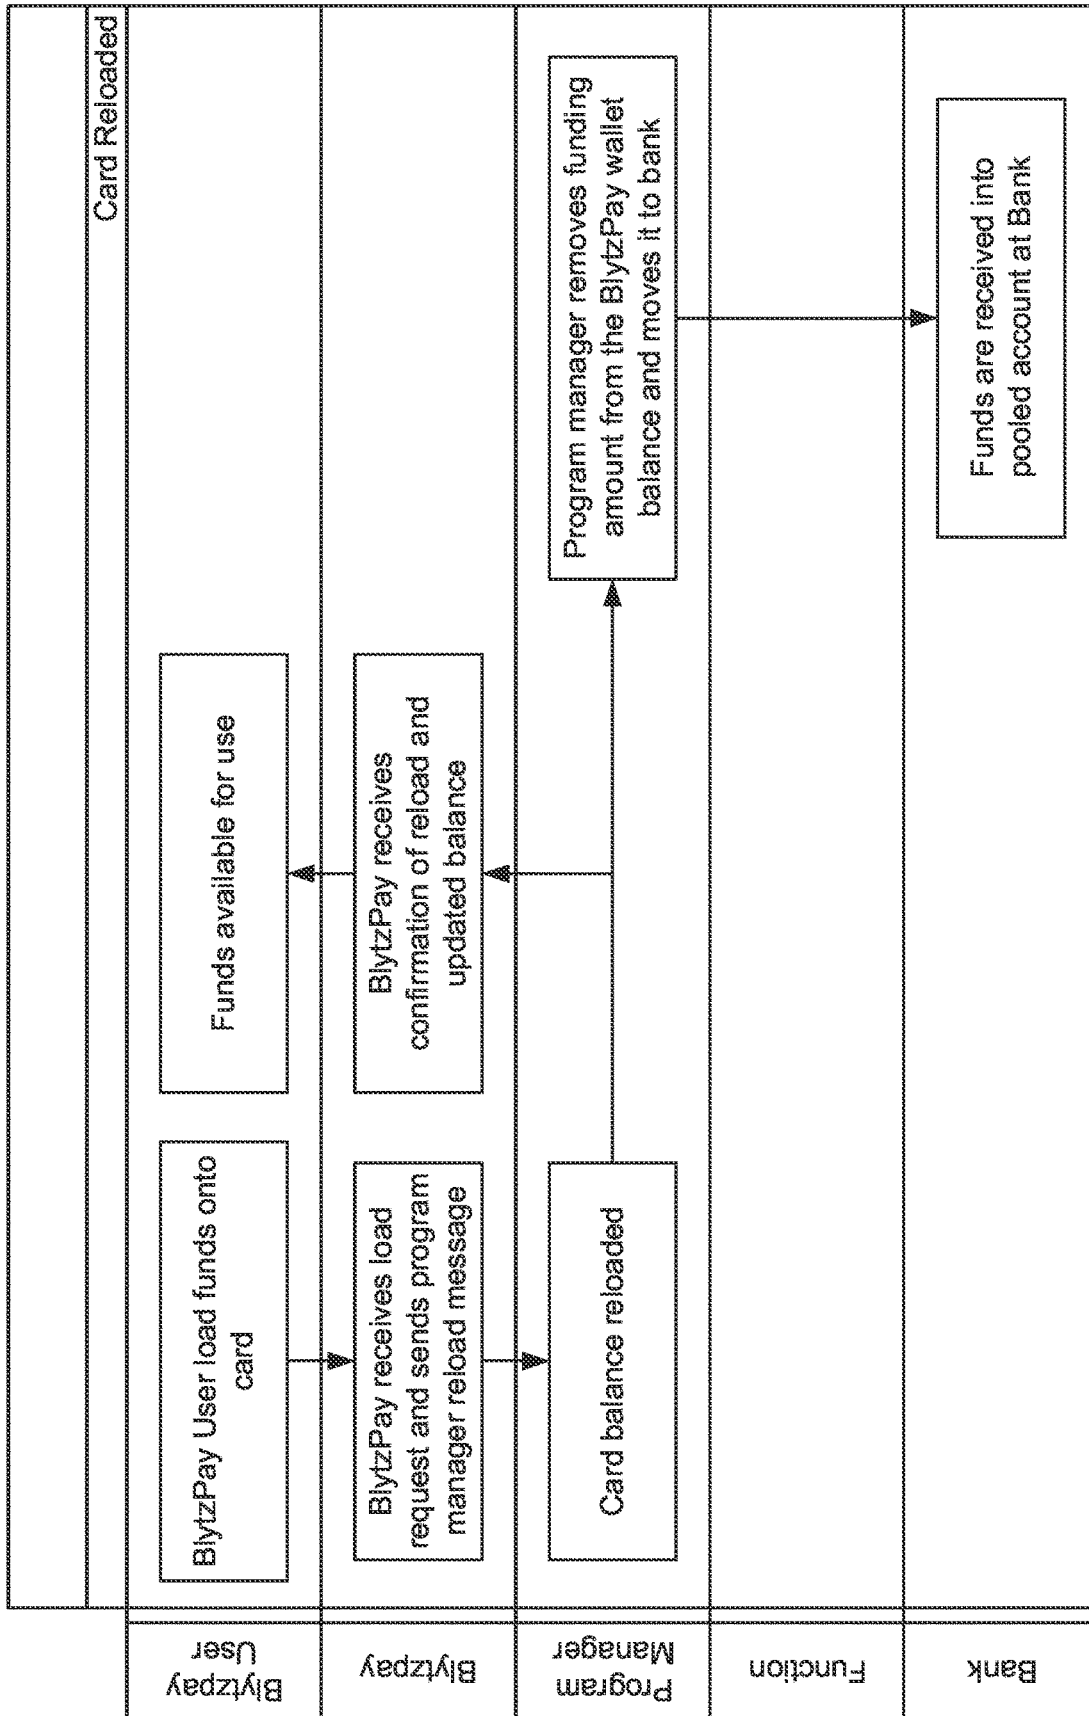 Card Reloaded
Blytzpay
User
BlytzPay User load funds onto
card
Funds available for use
Blytzpay
BlytzPay receives load
request and sends program
manager reload message
BlytzPay receives
confirmation of reload and
updated balance
Program
Manager
Card balance reloaded
Program manager removes funding
amount from the BlytzPay wallet
balance and moves it to bank
Function
Bank
Funds are received into
pooled account at Bank